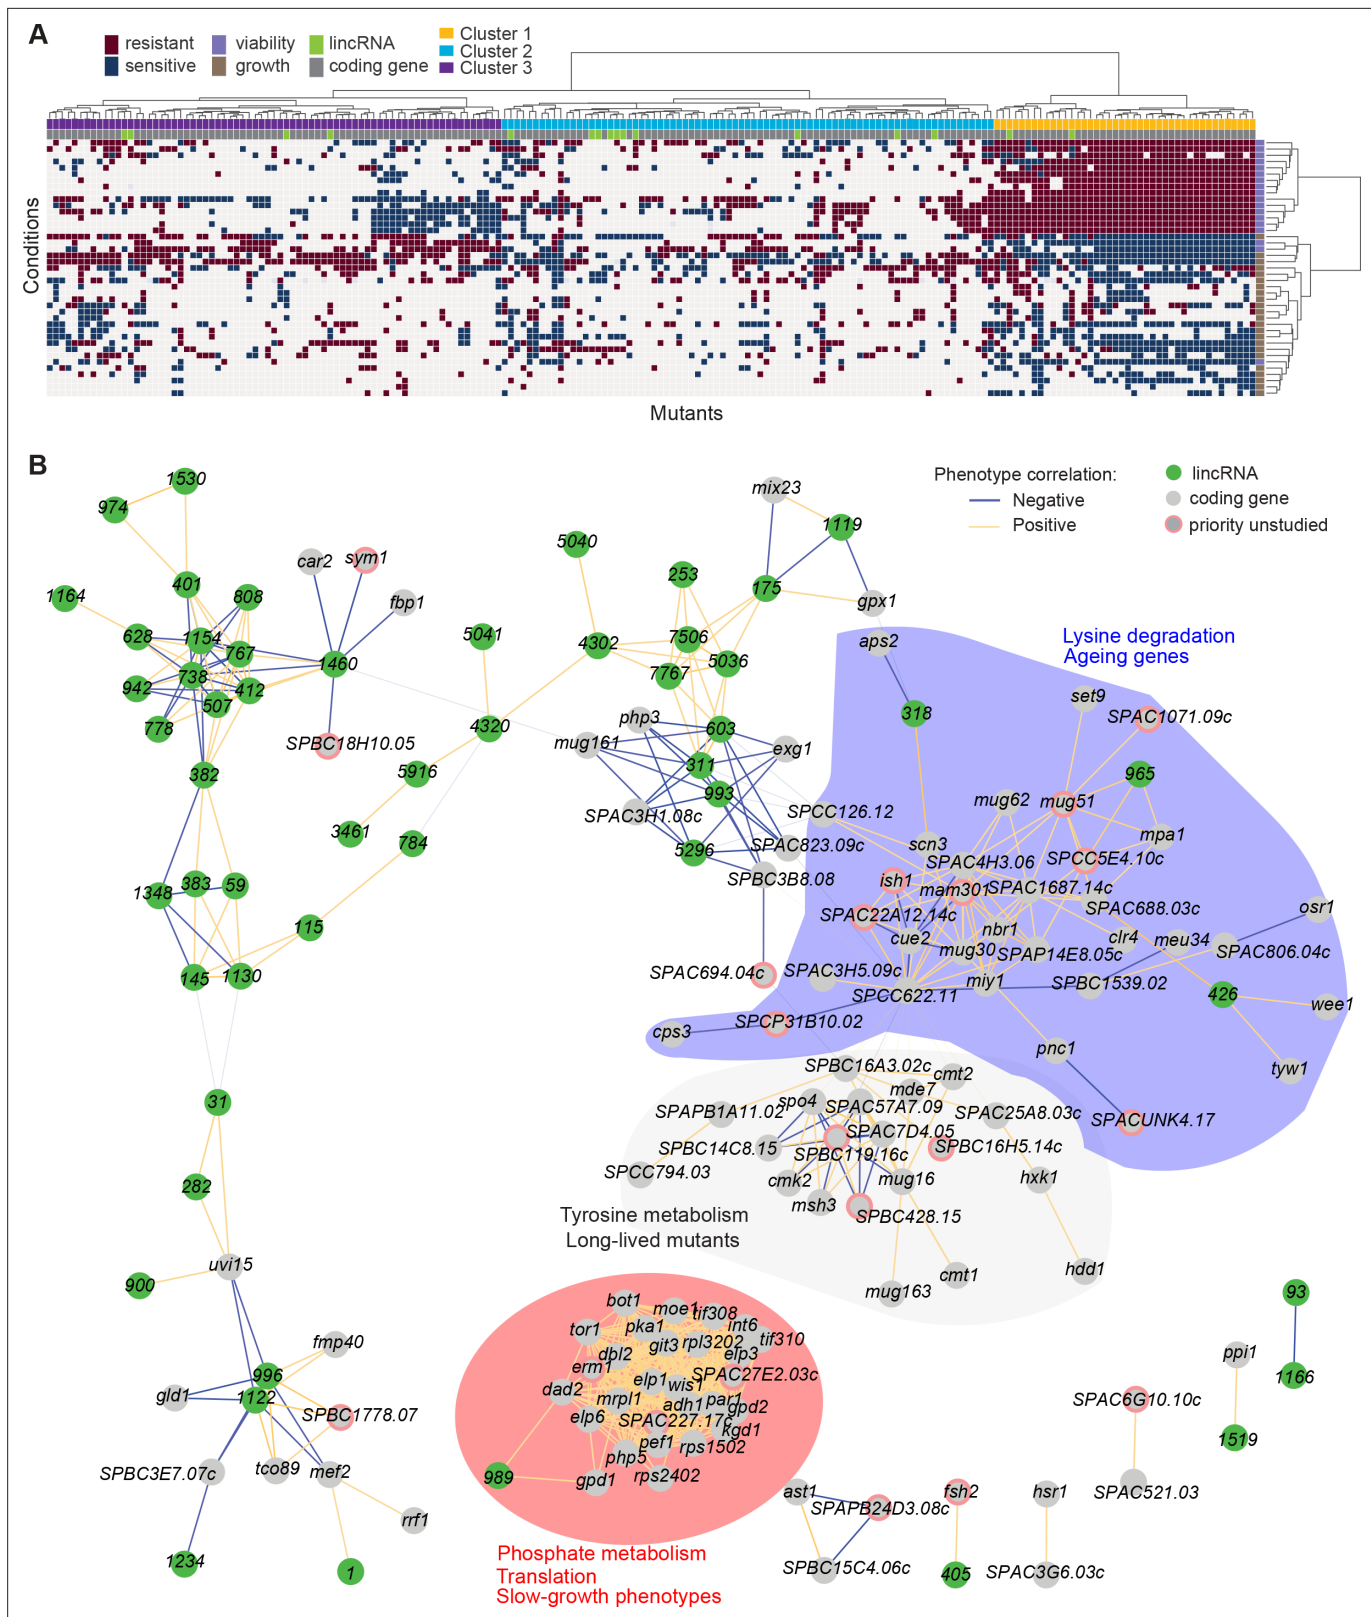 A
resistant
viability
lincRNA
Cluster 1
Cluster 2
sensitive
growth
coding gene
Cluster 3
Conditions
Mutants
B
Phenotype correlation:
Negative
Positive
lincRNA
coding gene
priority unstudied
1530
974
mix23
1119
5040
car2
sym1
253
401
808
1164
175
fbp1
gpx1
628
1154
767
5041
4302
7506
aps2
Lysine degradation
Ageing genes
1460
5036
738
942
412
7767
507
set9
318
SPAC1071.09c
778
php3
603
4320
SPBC18H10.05
mug161
exg1
382
5916
311
965
993
mug62
mug51
SPAC3H1.08c
SPCC126.12
3461
784
mpa1
5296
SPAC823.09c
scn3
SPAC4H3.06
SPCC5E4.10c
1348
383
59
SPBC3B8.08
ish1
mam301
SPAC1687.14c
SPAC688.03c
osr1
115
SPAC22A12.14c
nbr1
clr4
meu34
cue2
mug30
SPAP14E8.05c
SPAC806.04c
145
1130
SPAC694.04c
SPAC3H5.09c
miy1
SPBC1539.02
SPCC622.11
426
wee1
cps3
SPCP31B10.02
pnc1
tyw1
SPBC16A3.02c
cmt2
mde7
31
SPAPB1A11.02
spo4
SPAC57A7.09
SPAC25A8.03c
SPACUNK4.17
SPAC7D4.05
SPBC14C8.15
SPBC119.16c
SPBC16H5.14c
SPCC794.03
cmk2
mug16
hxk1
282
msh3
SPBC428.15
Tyrosine metabolism
Long-lived mutants
uvi15
900
cmt1
hdd1
mug163
93
bot1
moe1
tif308
tor1
pka1
int6
fmp40
git3
rpl3202
tif310
dbl2
elp3
ppi1
erm1
996
elp1
wis1
SPAC27E2.03c
1166
gld1
1122
dad2
mrpl1
adh1
par1
gpd2
SPBC1778.07
elp6
SPAC227.17c
kgd1
SPAC6G10.10c
pef1
rps1502
1519
php5
SPBC3E7.07c
tco89
mef2
989
gpd1
rps2402
ast1
fsh2
hsr1
SPAC521.03
SPAPB24D3.08c
rrf1
1234
1
SPBC15C4.06c
405
SPAC3G6.03c
Phosphate metabolism
Translation
Slow-growth phenotypes